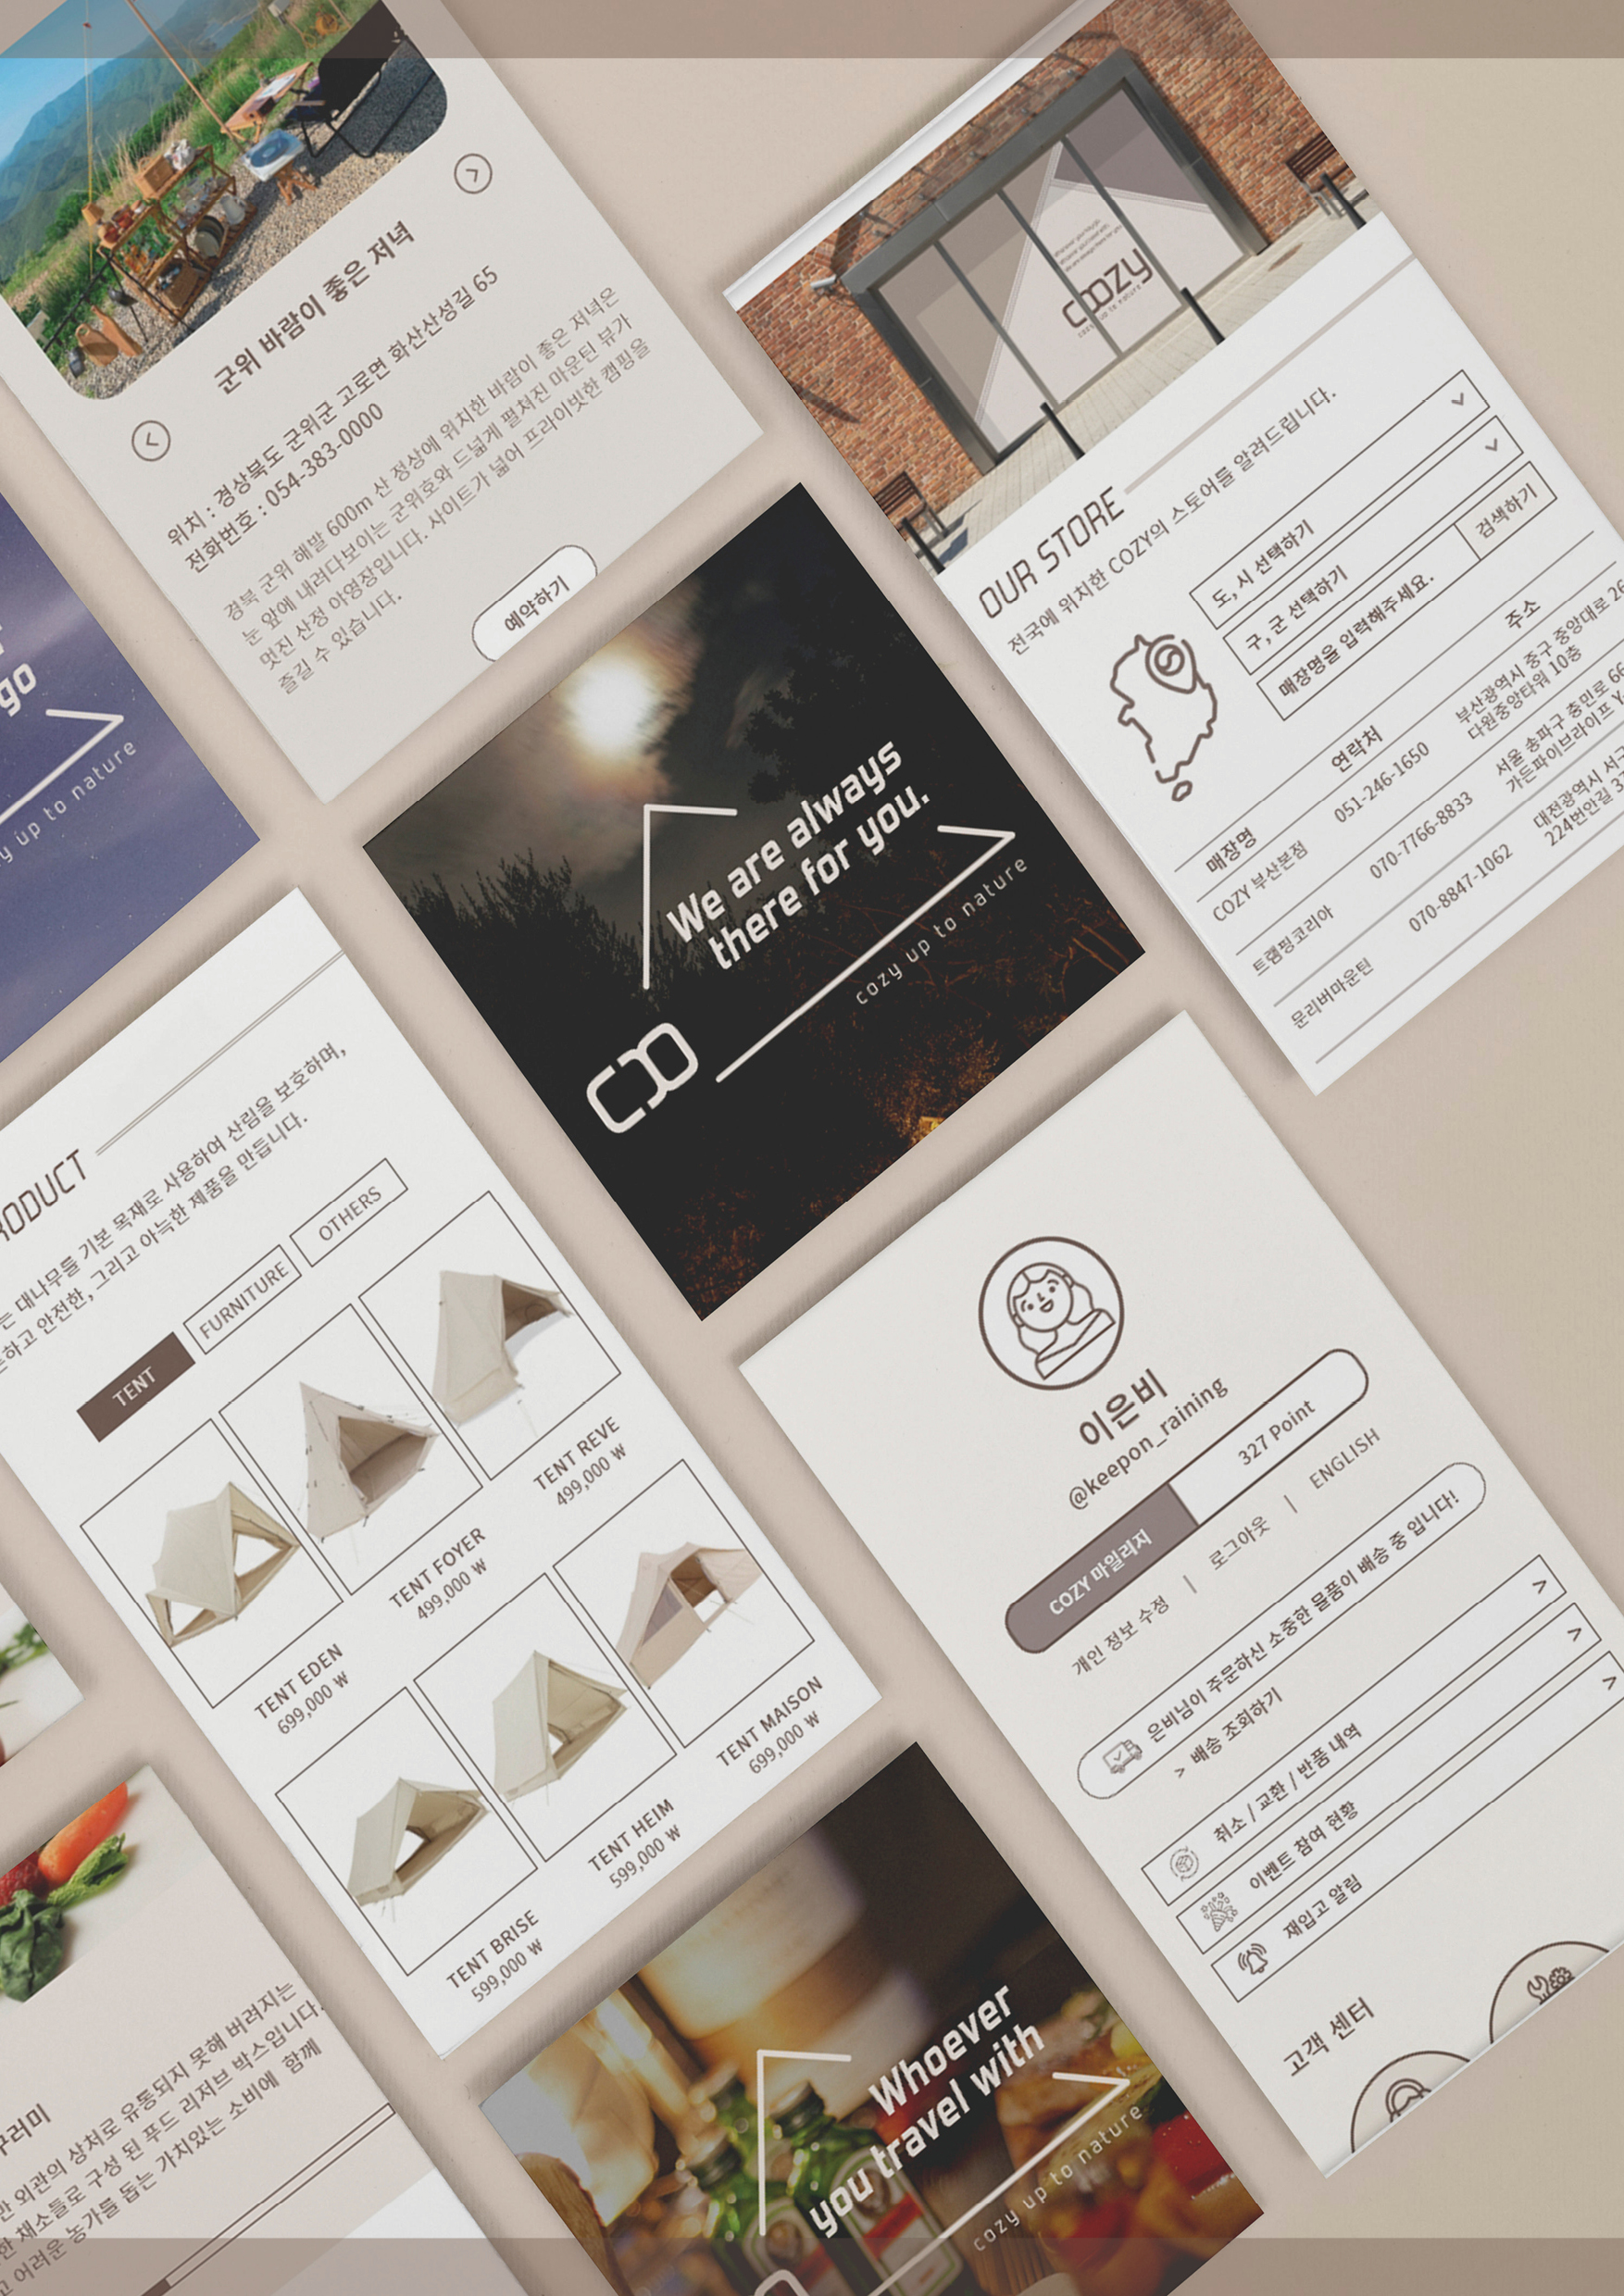 군위 바람이 좋은 저녁
위치 : 경상북도 군위군 고로면 화산산성길 65
전화번호 : 054-383-0000
경북 군위 해발 600m 산 정상에 위치한 바람이 좋은 저녁은
눈 앞에 내려다보이는 군위호와 드넓게 펼쳐진 마운틴 뷰가
멋진 산정 야영장입니다. 사이트가 넓어 프라이빗한 캠핑을
즐길 수 있습니다.
예약하기
cozy
OUR STORE
전국에 위치한 COZY의 스토어를 알려드립니다.
도, 시 선택하기
구, 군 선택하기
매장명을 입력해주세요.
검색하기
매장명 연락처 주소
COZY 부산본점 051-246-1650 부산광역시 중구 중앙대로 26
다원중앙타워 10층
트램핑코리아 070-7766-8833 서울 송파구 충민로 66
가든파이브라이프 Y
문리버마운틴 070-8847-1062 대전광역시 서구
224번안길 3
go
y up to nature
We are always
there for you.
cozy up to nature
RODUCT
는 대나무를 기본 목재로 사용하여 산림을 보호하며,
하고 안전한, 그리고 아늑한 제품을 만듭니다.
TENT
FURNITURE
OTHERS
TENT EDEN
699,000 ₩
TENT FOYER
499,000 ₩
TENT REVE
499,000 ₩
TENT BRISE
599,000 ₩
TENT HEIM
599,000 ₩
TENT MAISON
699,000 ₩
이은비
@keepon_raining
COZY 마일리지 327 Point
개인 정보 수정 | 로그아웃 | ENGLISH
은비님이 주문하신 소중한 물품이 배송 중 입니다!
> 배송 조회하기
취소 / 교환 / 반품 내역 >
이벤트 참여 현황 >
재입고 알림 >
고객 센터
꾸러미
외관의 상처로 유통되지 못해 버려지는
채소들로 구성 된 푸드 리저브 박스입니다.
어려운 농가를 돕는 가치있는 소비에 함께
Whoever
you travel with
cozy up to nature